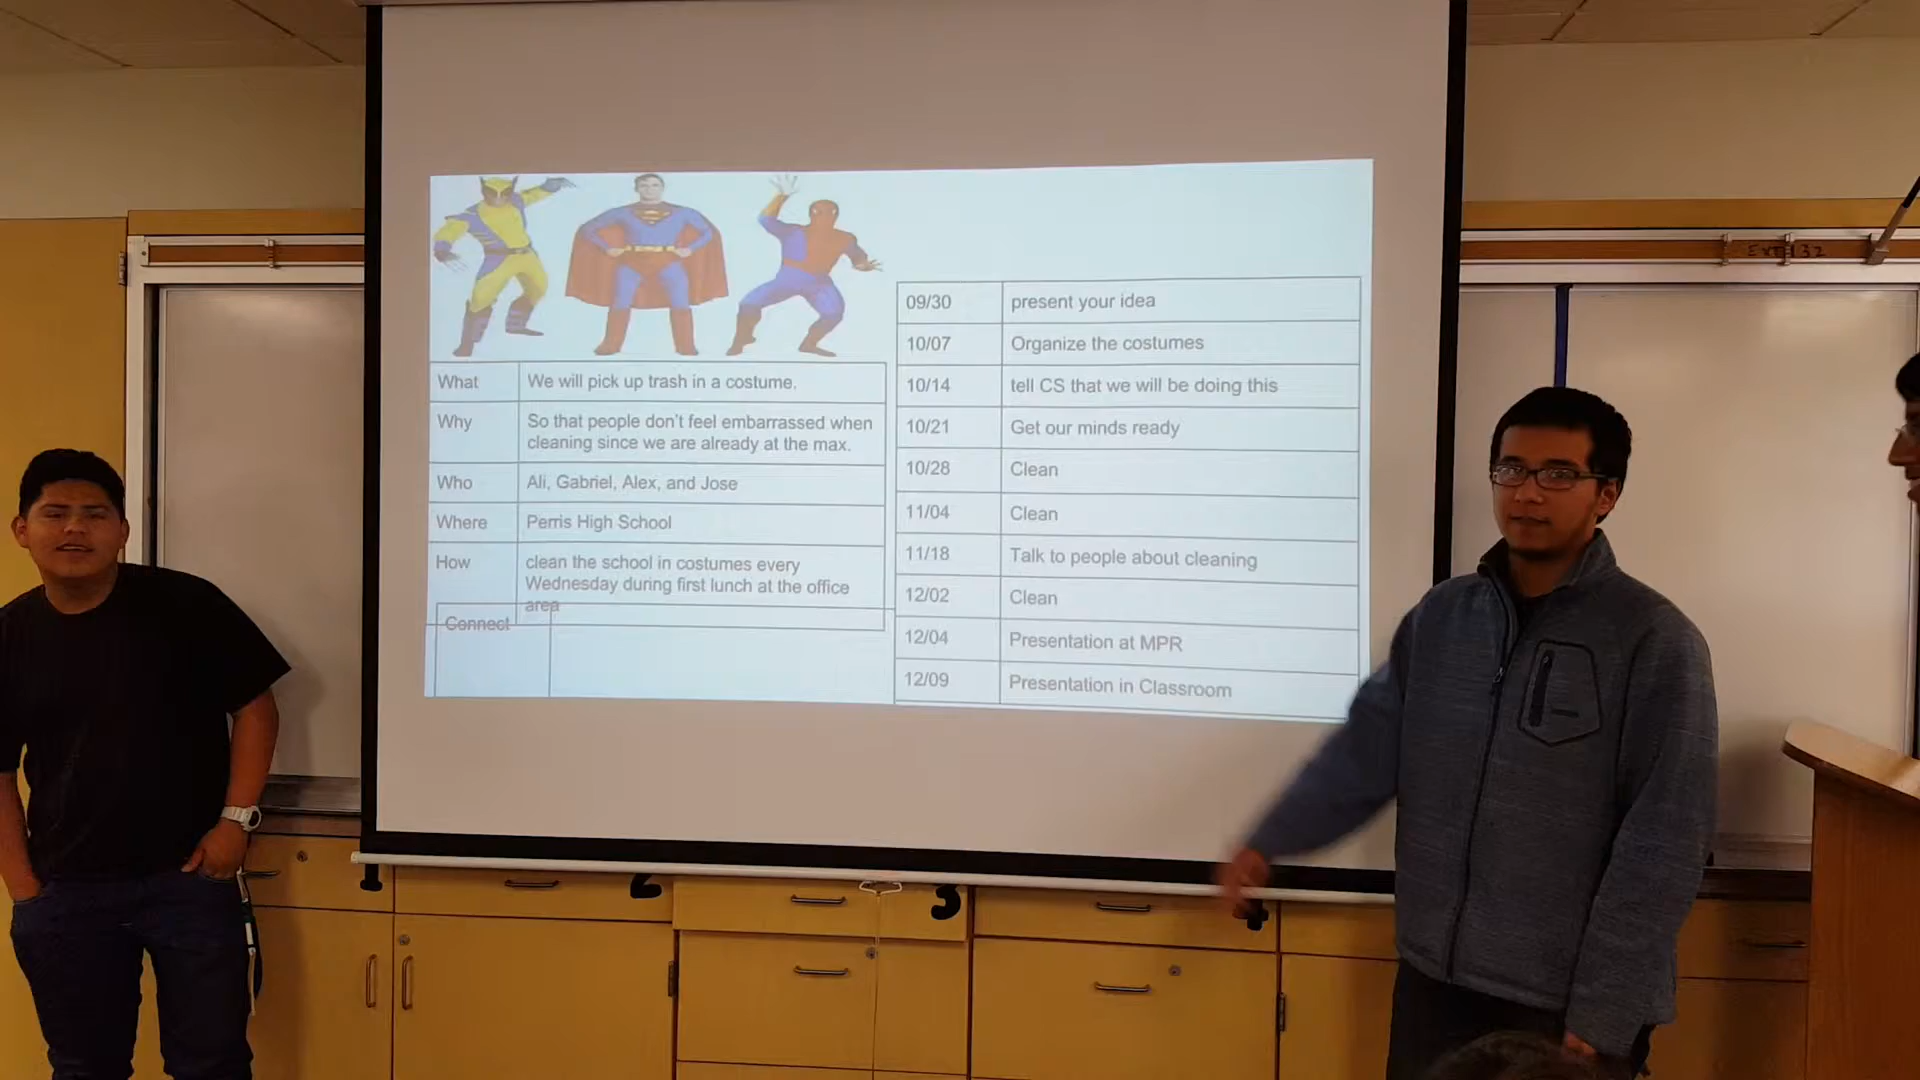 What We will pick up trash in a costume.
Why So that people don't feel embarrassed when
cleaning since we are already at the max.
Who Ali, Gabriel, Alex, and Jose
Where Perris High School
How clean the school in costumes every
Wednesday during first lunch at the office
area
Connect
09/30 present your idea
10/07 Organize the costumes
10/14 tell CS that we will be doing this
10/21 Get our minds ready
10/28 Clean
11/04 Clean
11/18 Talk to people about cleaning
12/02 Clean
12/04 Presentation at MPR
12/09 Presentation in Classroom
1 2 3 4